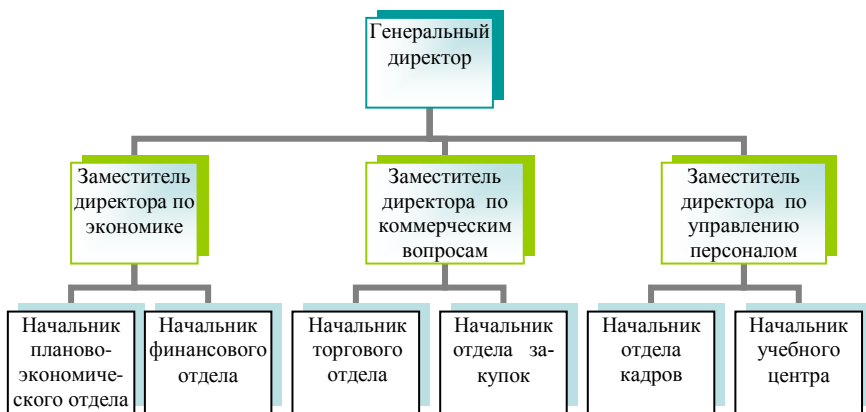 Генеральный
директор
Заместитель
директора по
экономике
Заместитель
директора по
коммерческим
вопросам
Заместитель
директора по
управлению
персоналом
Начальник
планово-
экономиче-
ского отдела
Начальник
финансового
отдела
Начальник
торгового
отдела
Начальник
отдела за-
купок
Начальник
отдела
кадров
Начальник
учебного
центра